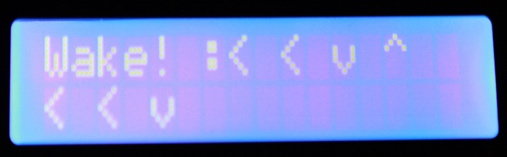 Wake! :< < v ^
< < v